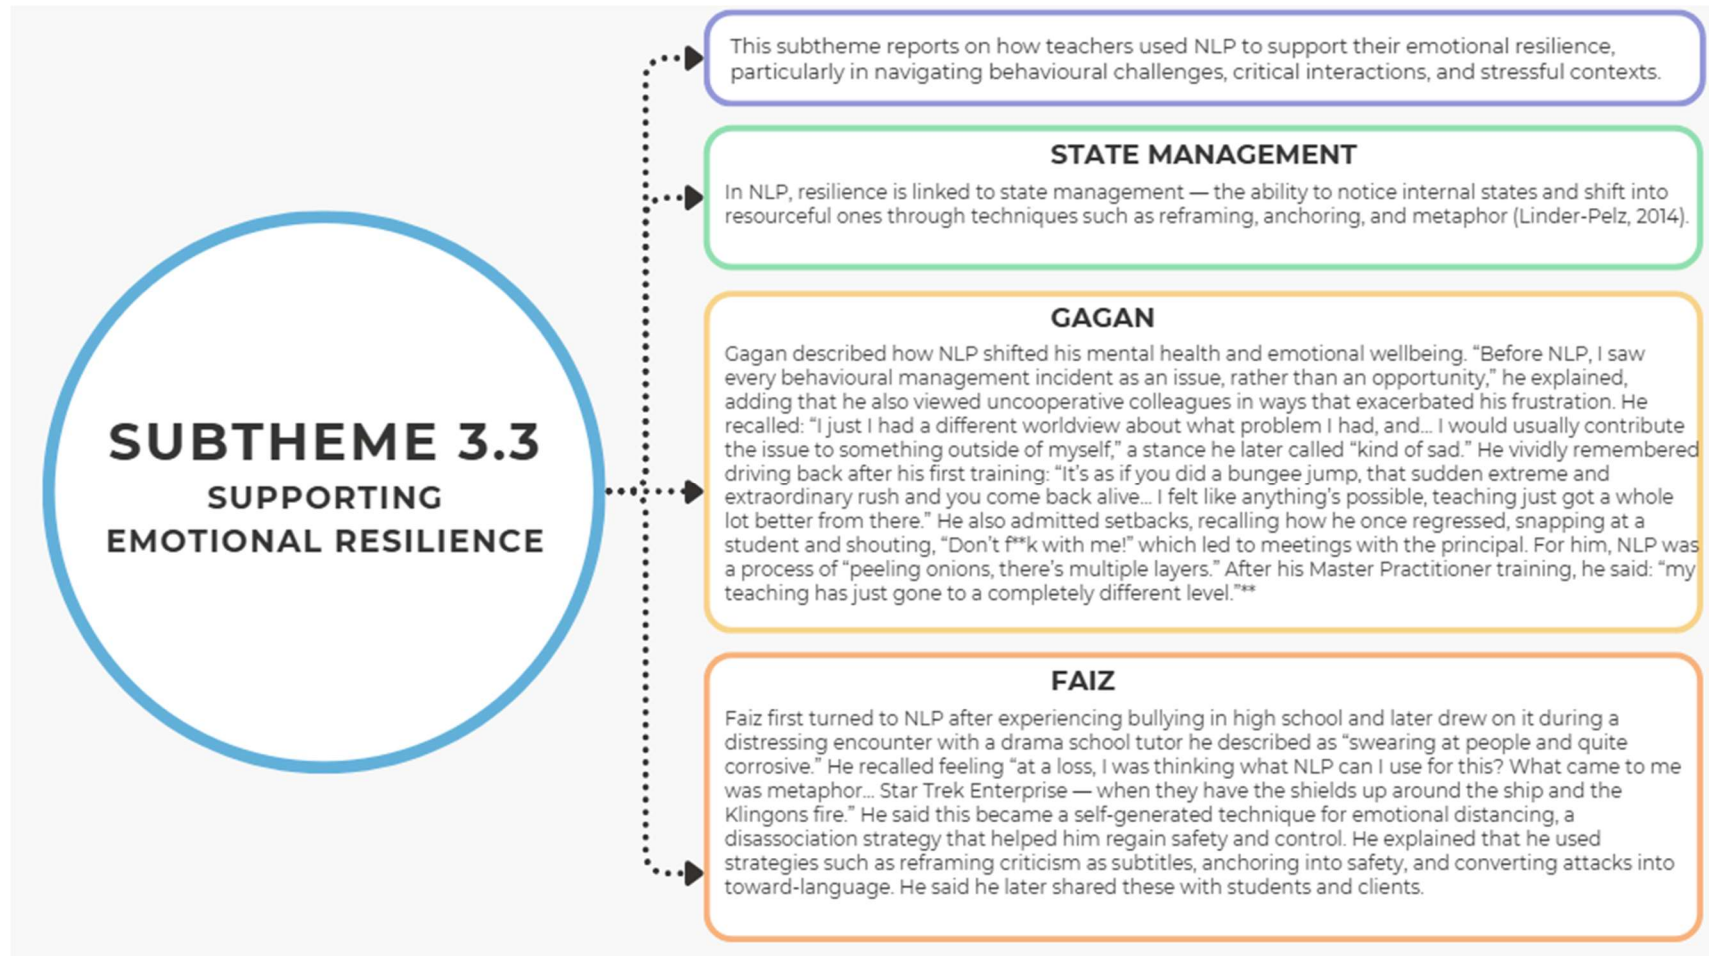 SUBTHEME 3.3
SUPPORTING
EMOTIONAL RESILIENCE
This subtheme reports on how teachers used NLP to support their emotional resilience,
particularly in navigating behavioural challenges, critical interactions, and stressful contexts.
STATE MANAGEMENT
In NLP, resilience is linked to state management — the ability to notice internal states and shift into
resourceful ones through techniques such as reframing, anchoring, and metaphor (Linder-Pelz, 2014).
GAGAN
Gagan described how NLP shifted his mental health and emotional wellbeing. “Before NLP, I saw
every behavioural management incident as an issue, rather than an opportunity,” he explained,
adding that he also viewed uncooperative colleagues in ways that exacerbated his frustration. He
recalled: “I just I had a different worldview about what problem I had, and... I would usually contribute
the issue to something outside of myself,” a stance he later called “kind of sad.” He vividly remembered
driving back after his first training: “It’s as if you did a bungee jump, that sudden extreme and
extraordinary rush and you come back alive... I felt like anything’s possible, teaching just got a whole
lot better from there.” He also admitted setbacks, recalling how he once regressed, snapping at a
student and shouting, “Don’t f**k with me!” which led to meetings with the principal. For him, NLP was
a process of “peeling onions, there’s multiple layers.” After his Master Practitioner training, he said: “my
teaching has just gone to a completely different level.”**
FAIZ
Faiz first turned to NLP after experiencing bullying in high school and later drew on it during a
distressing encounter with a drama school tutor he described as “swearing at people and quite
corrosive.” He recalled feeling “at a loss, I was thinking what NLP can I use for this? What came to me
was metaphor... Star Trek Enterprise — when they have the shields up around the ship and the
Klingons fire.” He said this became a self-generated technique for emotional distancing, a
disassociation strategy that helped him regain safety and control. He explained that he used
strategies such as reframing criticism as subtitles, anchoring into safety, and converting attacks into
toward-language. He said he later shared these with students and clients.